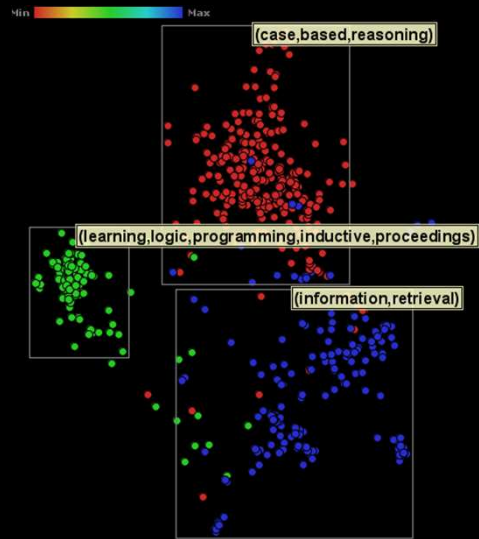 Min Max
(case,based,reasoning)
(learning,logic,programming,inductive,proceedings)
(information,retrieval)